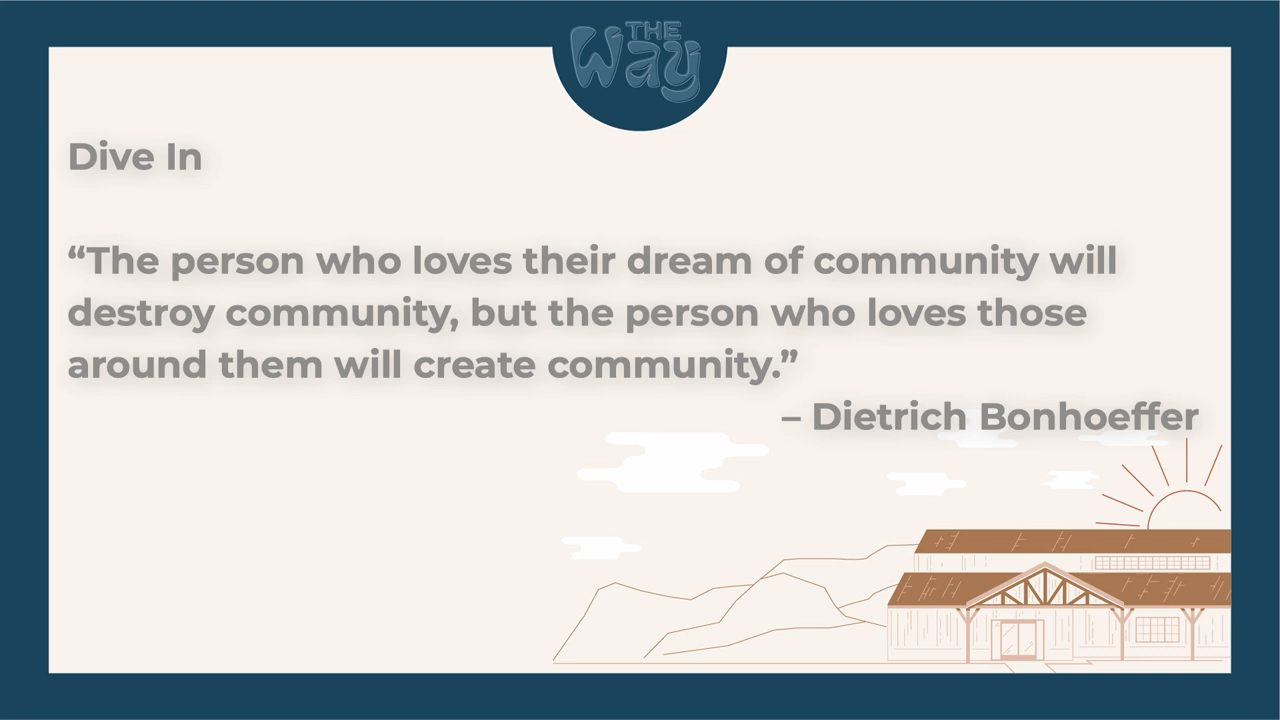 THE
Way
Dive In
“The person who loves their dream of community will
destroy community, but the person who loves those
around them will create community.”
– Dietrich Bonhoeffer